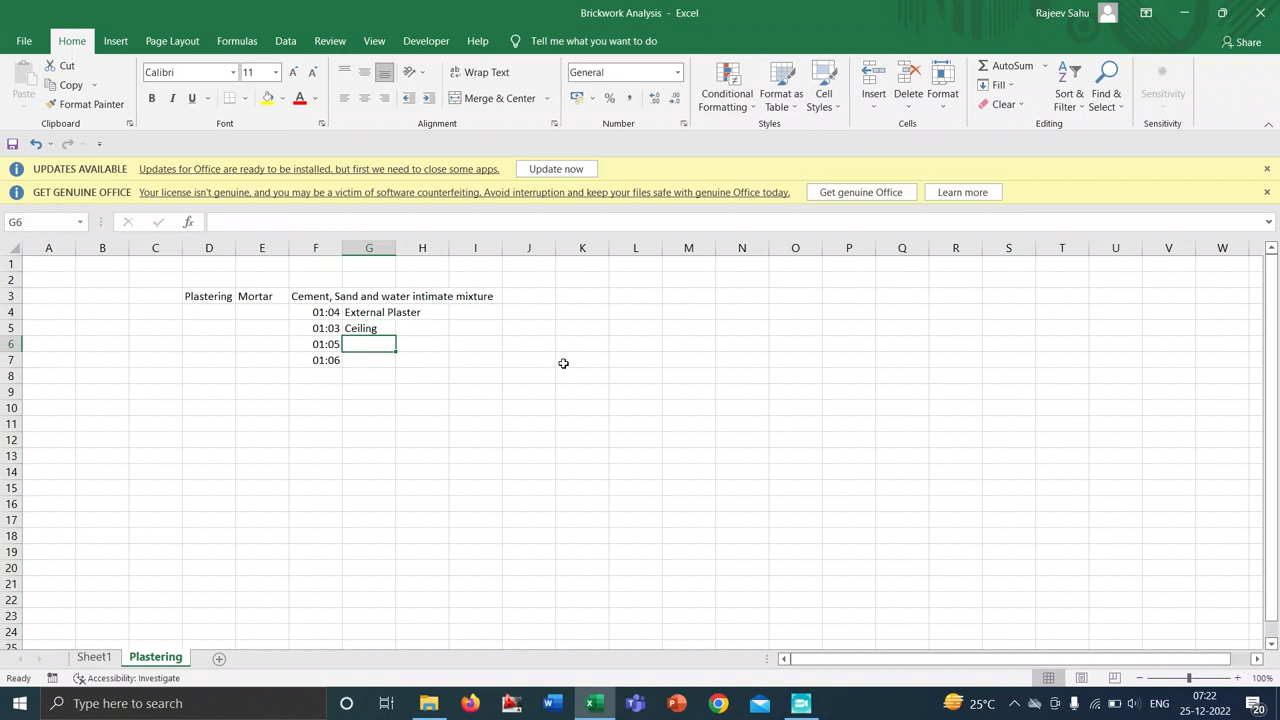 Brickwork Analysis - Excel
Rajeev Sahu
File Home Insert Page Layout Formulas Data Review View Developer Help Tell me what you want to do Share
Paste
Cut
Copy
Format Painter
Clipboard
Calibri 11
B I U
Font
Wrap Text
Merge & Center
Alignment
General
%
Number
Conditional Formatting
Format as Table
Cell Styles
Styles
Insert Delete Format
Cells
AutoSum
Fill
Clear
Sort & Filter
Find & Select
Editing
Sensitivity
Sensitivity
UPDATES AVAILABLE Updates for Office are ready to be installed, but first we need to close some apps. Update now
GET GENUINE OFFICE Your license isn't genuine, and you may be a victim of software counterfeiting. Avoid interruption and keep your files safe with genuine Office today. Get genuine Office Learn more
G6 fx
A B C D E F G H I J K L M N O P Q R S T U V W
1
2
3 Plastering Mortar Cement, Sand and water intimate mixture
4 01:04 External Plaster
5 01:03 Ceiling
6 01:05
7 01:06
8
9
10
11
12
13
14
15
16
17
18
19
20
21
22
23
24
25
Sheet1 Plastering
Ready Accessibility: Investigate 100%
Type here to search 25°C ENG 07:22
25-12-2022 20